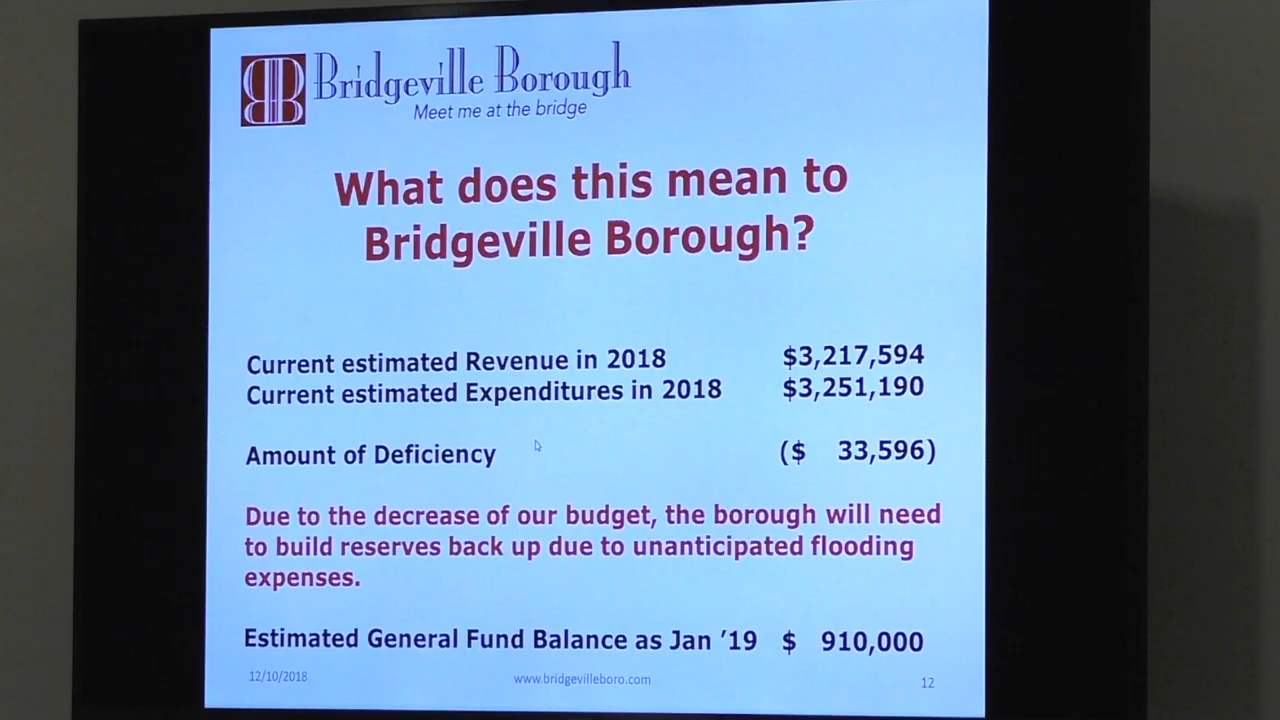 Bridgeville Borough
Meet me at the bridge
What does this mean to
Bridgeville Borough?
Current estimated Revenue in 2018 $3,217,594
Current estimated Expenditures in 2018 $3,251,190
Amount of Deficiency ($ 33,596)
Due to the decrease of our budget, the borough will need
to build reserves back up due to unanticipated flooding
expenses.
Estimated General Fund Balance as Jan ’19 $ 910,000
12/10/2018 www.bridgevilleboro.com 12